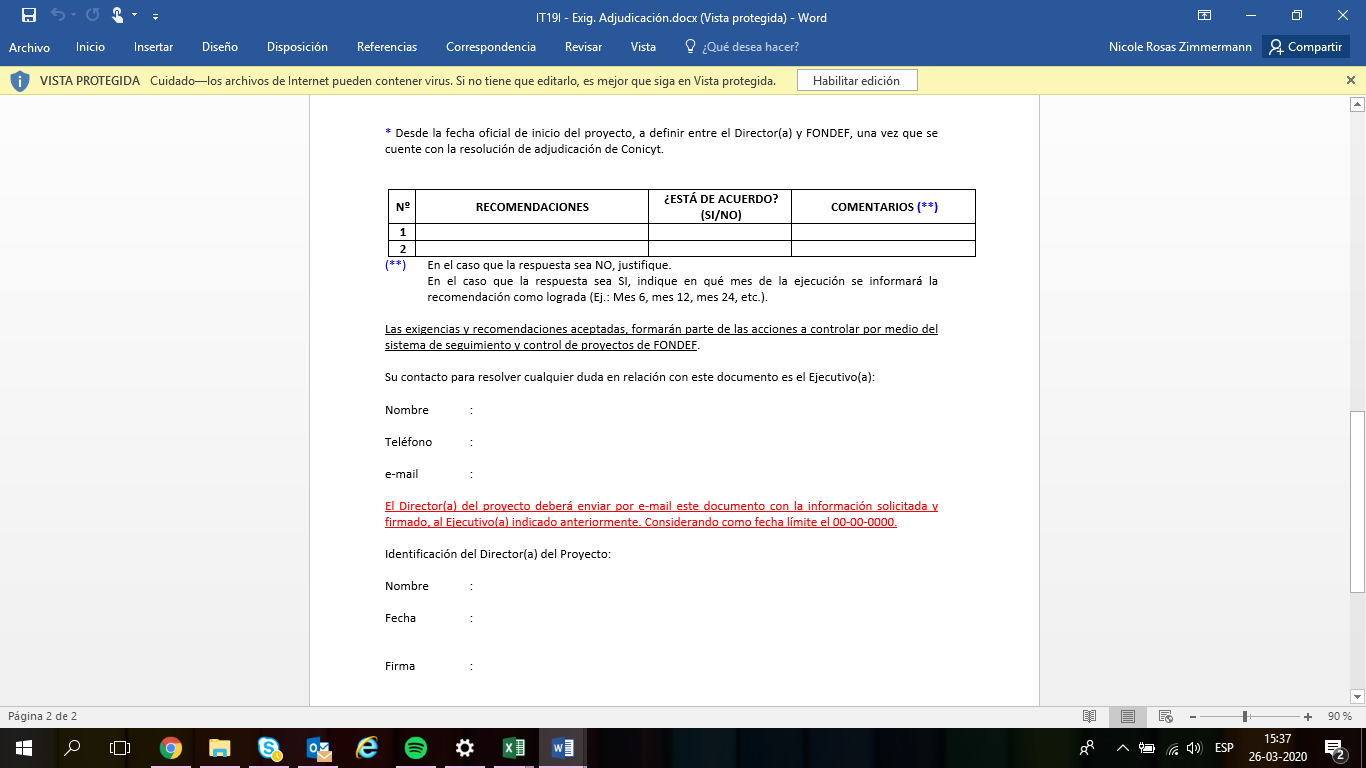 IT19I - Exig. Adjudicación.docx (Vista protegida) - Word
Archivo Inicio Insertar Diseño Disposición Referencias Correspondencia Revisar Vista ¿Qué desea hacer? Nicole Rosas Zimmermann Compartir
VISTA PROTEGIDA Cuidado—los archivos de Internet pueden contener virus. Si no tiene que editarlo, es mejor que siga en Vista protegida. Habilitar edición
* Desde la fecha oficial de inicio del proyecto, a definir entre el Director(a) y FONDEF, una vez que se
cuente con la resolución de adjudicación de Conicyt.
Nº RECOMENDACIONES ¿ESTÁ DE ACUERDO? (SI/NO) COMENTARIOS (**)
1
2
(**) En el caso que la respuesta sea NO, justifique.
En el caso que la respuesta sea SI, indique en qué mes de la ejecución se informará la
recomendación como lograda (Ej.: Mes 6, mes 12, mes 24, etc.).
Las exigencias y recomendaciones aceptadas, formarán parte de las acciones a controlar por medio del
sistema de seguimiento y control de proyectos de FONDEF.
Su contacto para resolver cualquier duda en relación con este documento es el Ejecutivo(a):
Nombre :
Teléfono :
e-mail :
El Director(a) del proyecto deberá enviar por e-mail este documento con la información solicitada y
firmado, al Ejecutivo(a) indicado anteriormente. Considerando como fecha límite el 00-00-0000.
Identificación del Director(a) del Proyecto:
Nombre :
Fecha :
Firma :
Página 2 de 2 90 %
ESP 15:37
26-03-2020 2